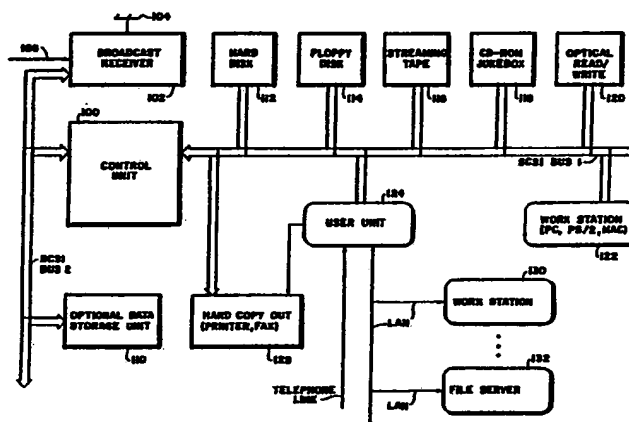 104
106
BROADCAST
RECEIVER
102
HARD
DISK
112
FLOPPY
DISK
114
STREAMING
TAPE
116
CD-ROM
JUKEBOX
118
OPTICAL
READ/
WRITE
120
100
CONTROL
UNIT
SCSI BUS 1
124
USER UNIT
WORK STATION
(PC, PS/2, MAC)
122
SCSI
BUS 2
OPTIONAL DATA
STORAGE UNIT
110
HARD COPY OUT
(PRINTER, FAX)
LAN
130
WORK STATION
TELEPHONE
LINE
LAN
132
FILE SERVER